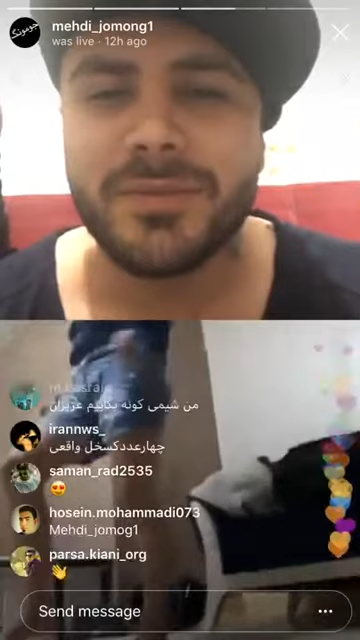 mehdi_jomong1
was live · 12h ago
من شیمی کونه بکاییم عزیزان
irannws_
چهارعددکسخل واقعی
saman_rad2535
😍
hosein.mohammadi073
Mehdi_jomog1
parsa.kiani_org
👋
Send message